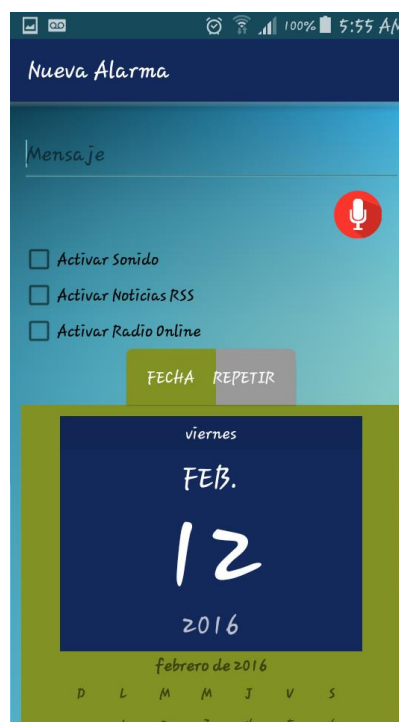 100% 5:55 AM
Nueva Alarma
Mensaje
Activar Sonido
Activar Noticias RSS
Activar Radio Online
FECHA REPETIR
viernes
FEB.
12
2016
febrero de 2016
D L M M J V S